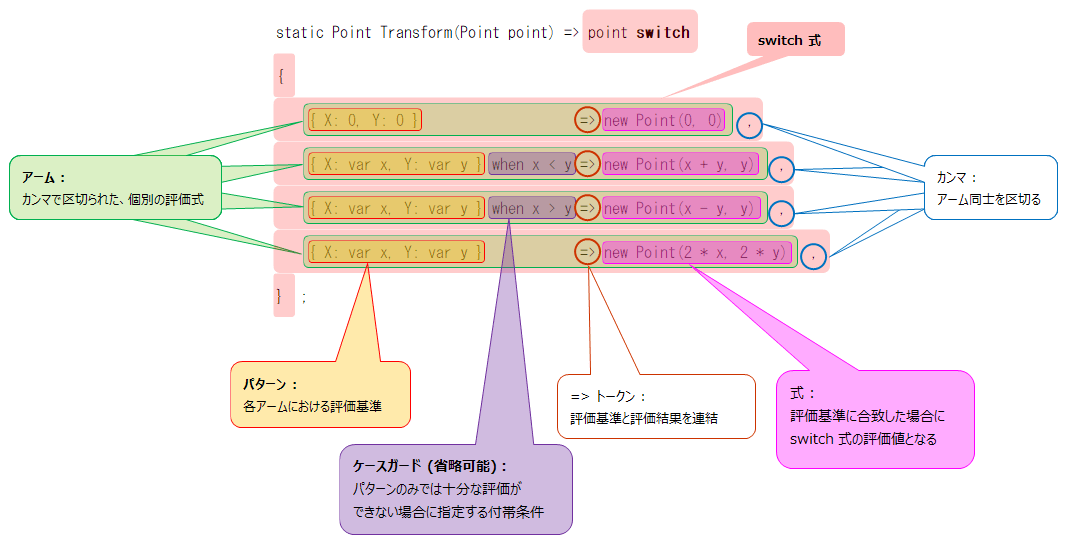 static Point Transform(Point point) => point switch
switch 式
{
{ X: 0, Y: 0 } => new Point(0, 0) ,
{ X: var x, Y: var y } when x < y => new Point(x + y, y) ,
{ X: var x, Y: var y } when x > y => new Point(x - y, y) ,
{ X: var x, Y: var y } => new Point(2 * x, 2 * y) ,
} ;
アーム :
カンマで区切られた、個別の評価式
カンマ :
アーム同士を区切る
パターン :
各アームにおける評価基準
=> トークン :
評価基準と評価結果を連結
式 :
評価基準に合致した場合に
switch 式の評価値となる
ケースガード (省略可能) :
パターンのみでは十分な評価が
できない場合に指定する付帯条件